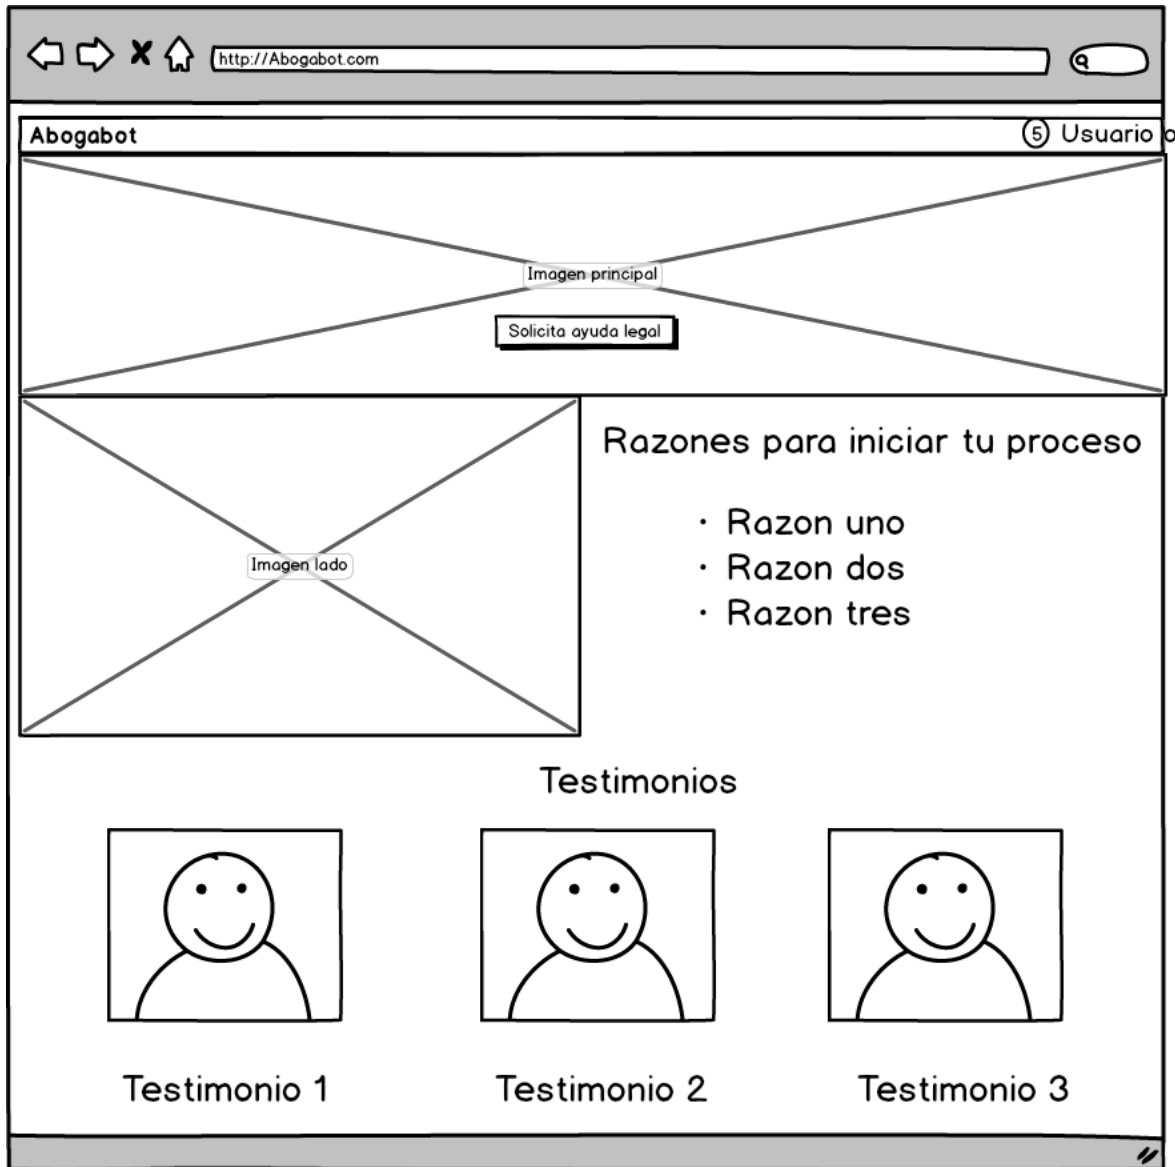 http://Abogabot.com
Abogabot
5 Usuario o
Imagen principal
Solicita ayuda legal
Imagen lado
Razones para iniciar tu proceso
· Razon uno
· Razon dos
· Razon tres
Testimonios
Testimonio 1 Testimonio 2 Testimonio 3